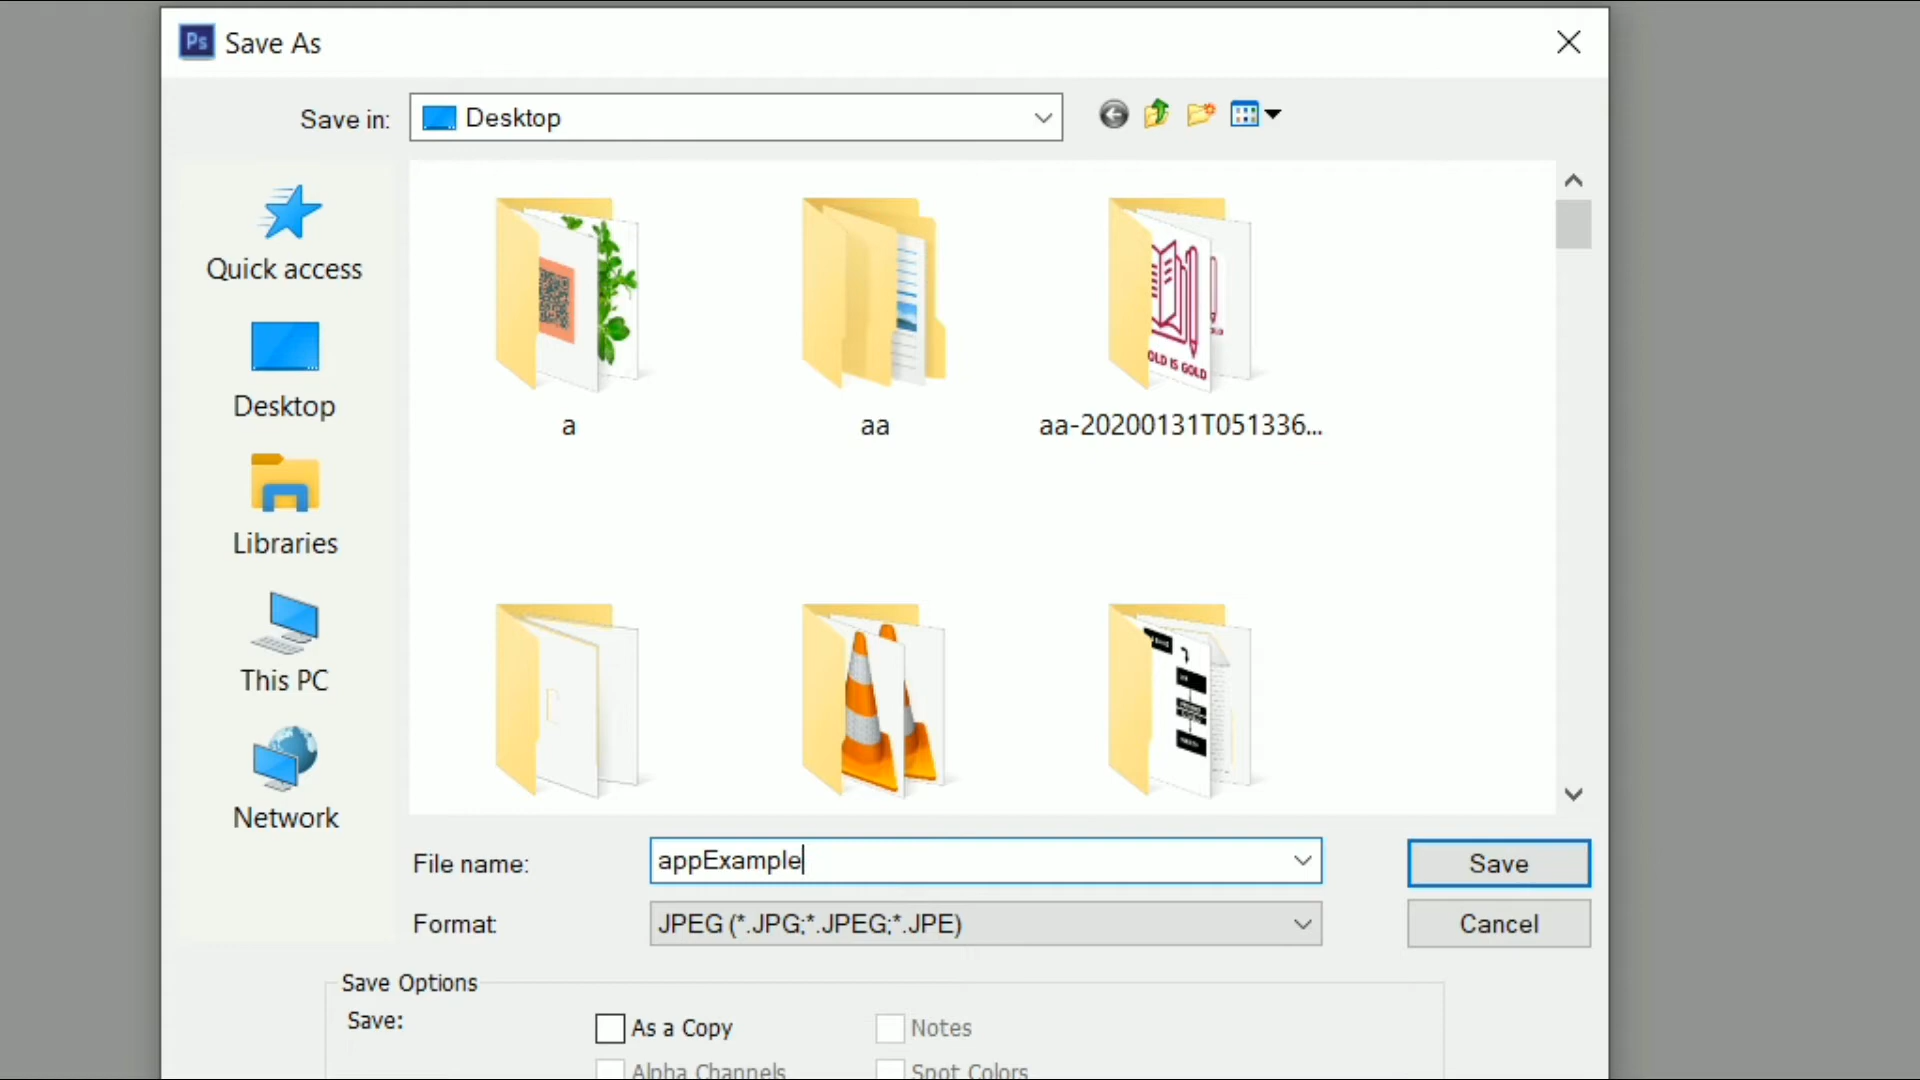 Ps Save As
Save in: Desktop
Quick access
Desktop
Libraries
This PC
Network
a aa aa-20200131T051336...
OLD IS GOLD
File name: appExample Save
Format: JPEG (*.JPG;*.JPEG;*.JPE) Cancel
Save Options
Save: As a Copy Notes
Alpha Channels Spot Colors